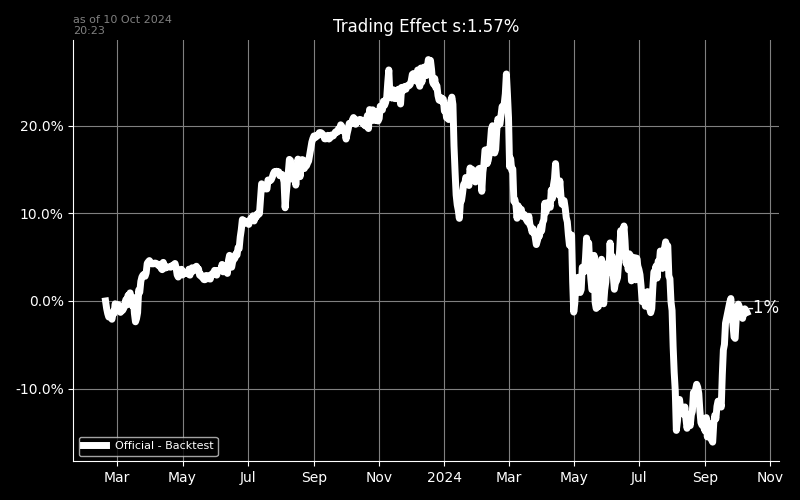 as of 10 Oct 2024
20:23
Trading Effect s:1.57%
20.0%
10.0%
0.0%
-10.0%
-1%
Official - Backtest
Mar May Jul Sep Nov 2024 Mar May Jul Sep Nov